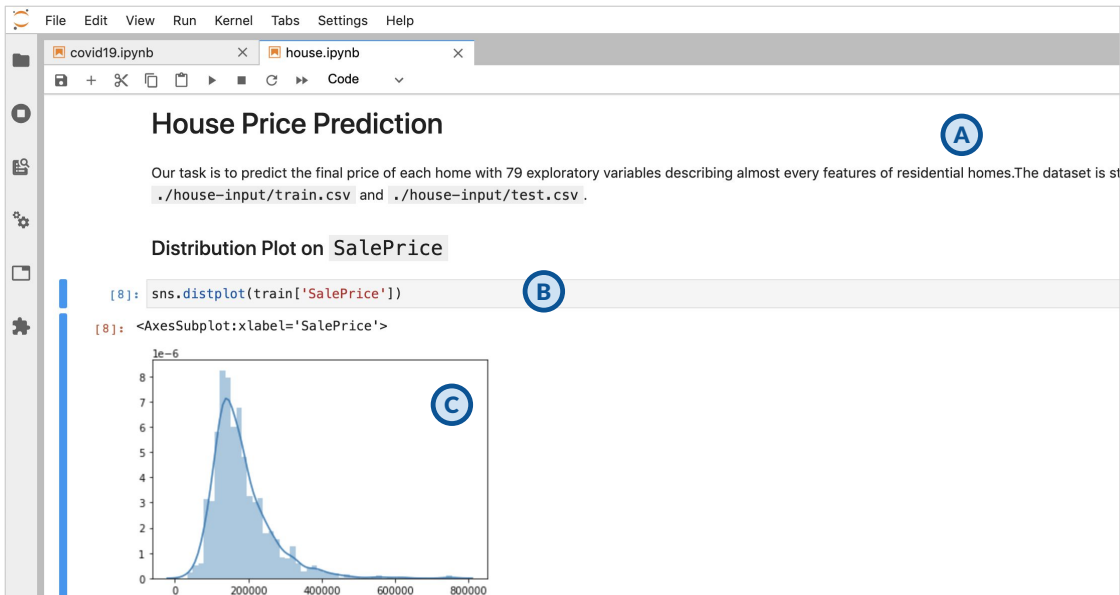 File Edit View Run Kernel Tabs Settings Help
covid19.ipynb house.ipynb
Code
House Price Prediction
A
Our task is to predict the final price of each home with 79 exploratory variables describing almost every features of residential homes.The dataset is st
./house-input/train.csv and ./house-input/test.csv.
Distribution Plot on SalePrice
[8]: sns.distplot(train['SalePrice'])
B
[8]: <AxesSubplot:xlabel='SalePrice'>
1e-6
C
8
7
6
5
4
3
2
1
0
0 200000 400000 600000 800000